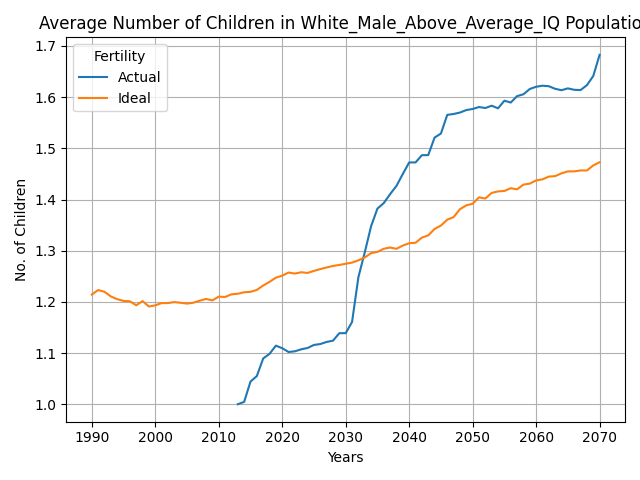 Average Number of Children in White_Male_Above_Average_IQ Populatio
No. of Children
1.7
1.6
1.5
1.4
1.3
1.2
1.1
1.0
Fertility
Actual
Ideal
1990 2000 2010 2020 2030 2040 2050 2060 2070
Years